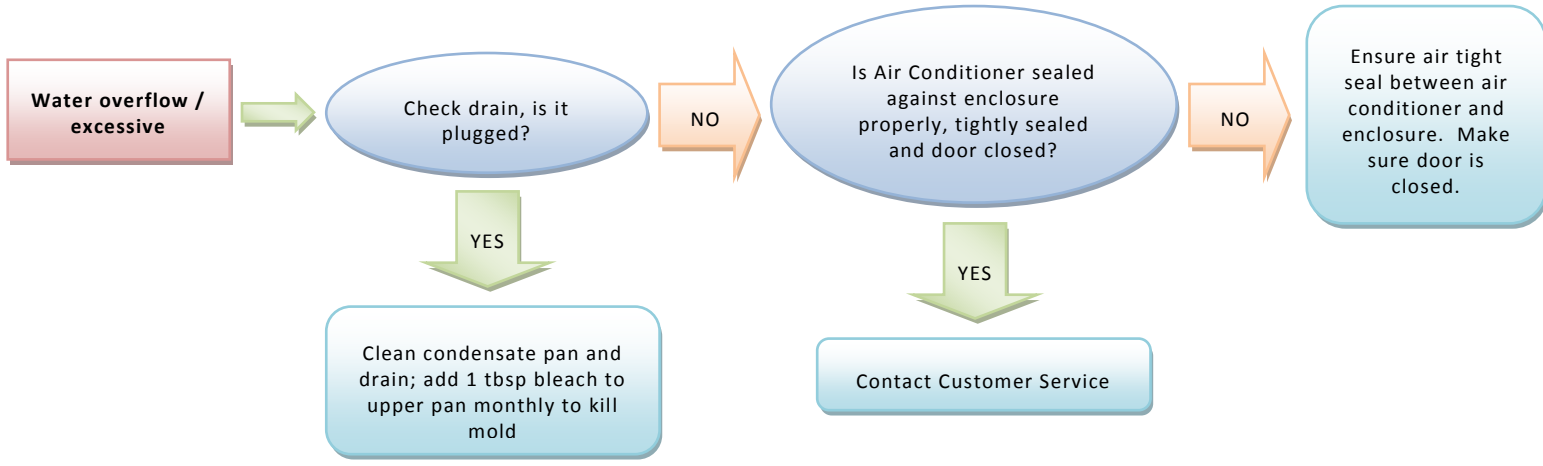 Water overflow /
excessive
Check drain, is it
plugged?
NO
Is Air Conditioner sealed
against enclosure
properly, tightly sealed
and door closed?
NO
Ensure air tight
seal between air
conditioner and
enclosure.  Make
sure door is
closed.
YES
Clean condensate pan and
drain; add 1 tbsp bleach to
upper pan monthly to kill
mold
YES
Contact Customer Service